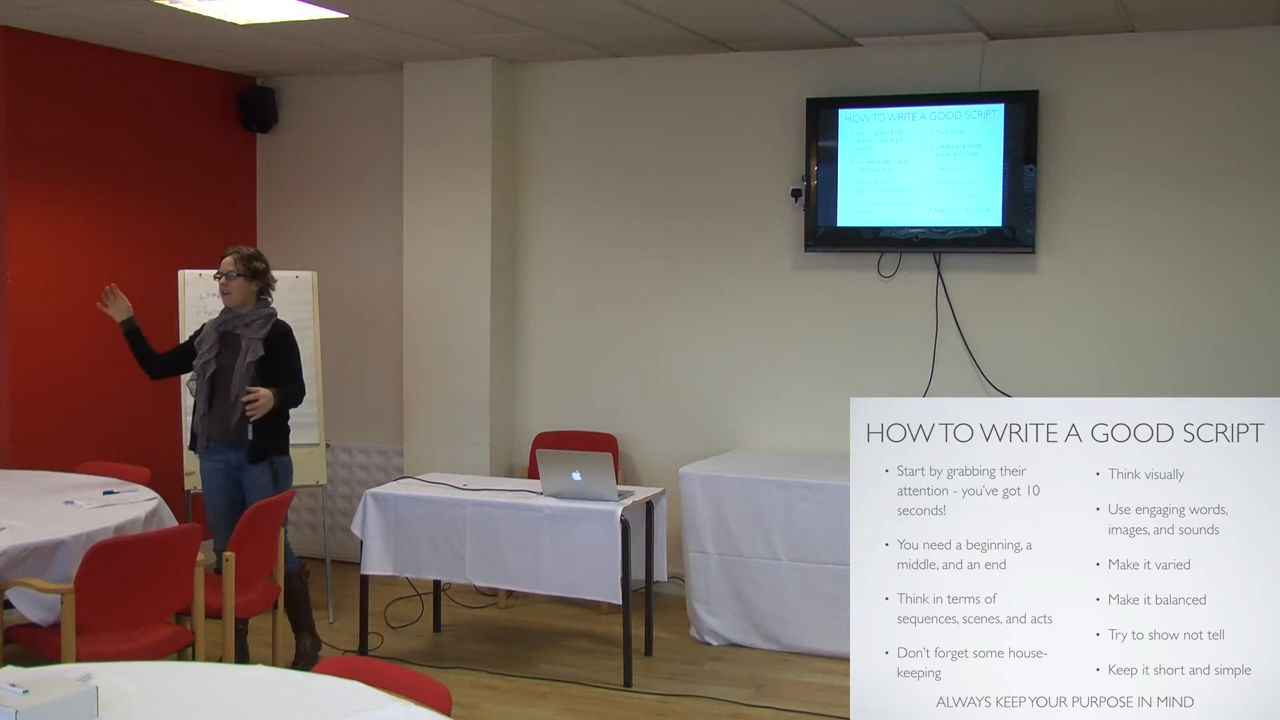 HOW TO WRITE A GOOD SCRIPT
HOW TO WRITE A GOOD SCRIPT
• Start by grabbing their
attention - you've got 10
seconds!
• You need a beginning, a
middle, and an end
• Think in terms of
sequences, scenes, and acts
• Don't forget some house-
keeping
• Think visually
• Use engaging words,
images, and sounds
• Make it varied
• Make it balanced
• Try to show not tell
• Keep it short and simple
ALWAYS KEEP YOUR PURPOSE IN MIND